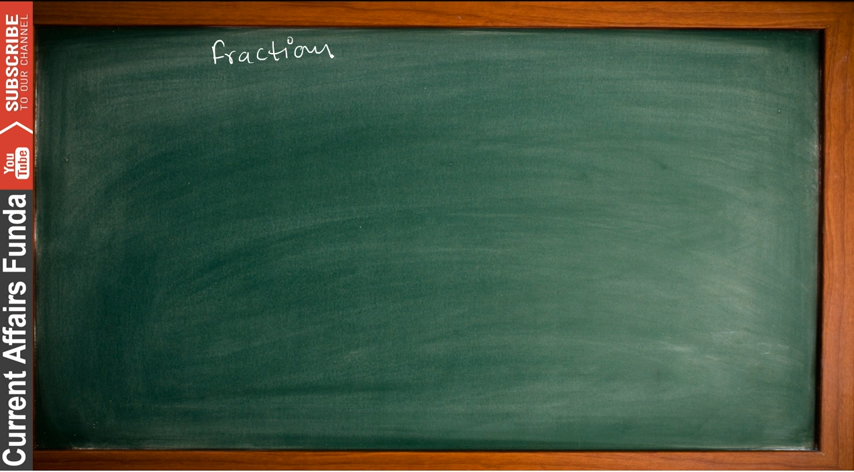 Fraction
SUBSCRIBE
TO OUR CHANNEL
You
Tube
Current Affairs Funda